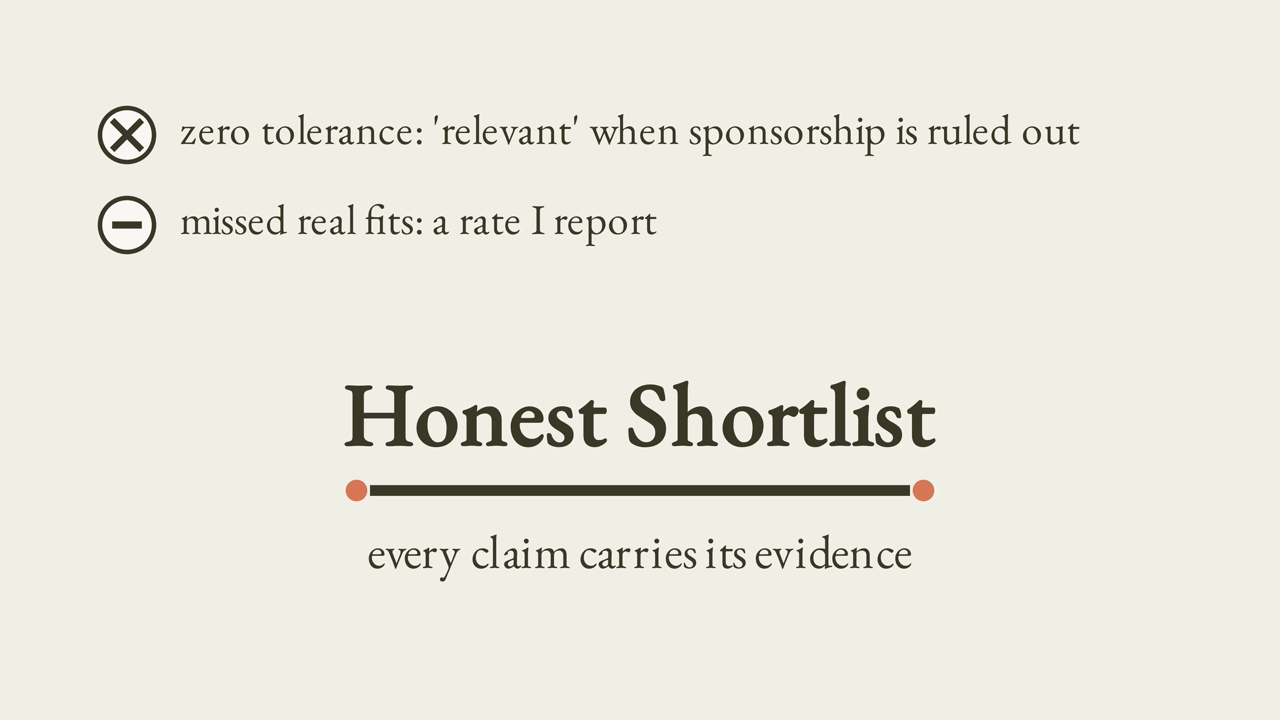 zero tolerance: 'relevant' when sponsorship is ruled out
missed real fits: a rate I report
Honest Shortlist
every claim carries its evidence